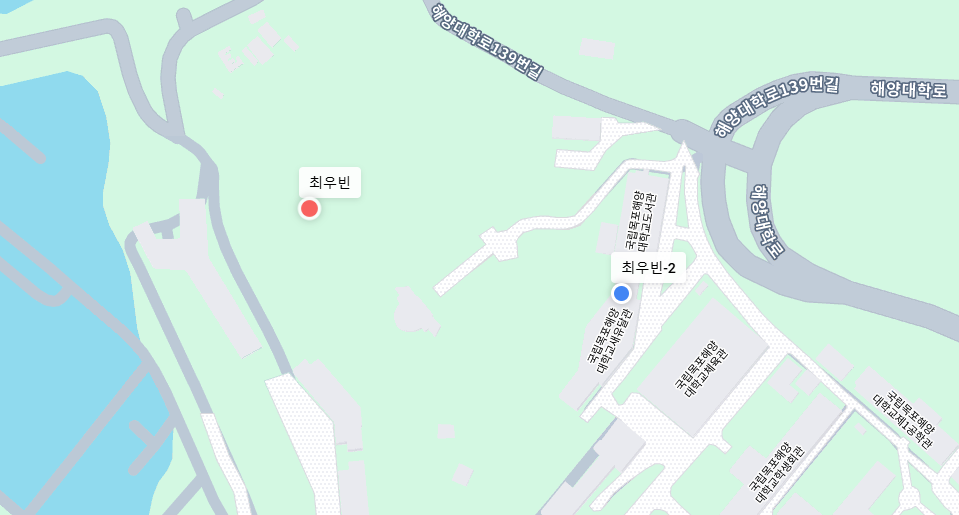 해양대학로139번길
해양대학로139번길
해양대학로
최우빈
해양대학로
국립목포해양
대학교도서관
최우빈-2
국립목포해양
대학교새유달관
국립목포해양
대학교체육관
국립목포해양
대학교제1공학관
국립목포해양
대학교학생회관